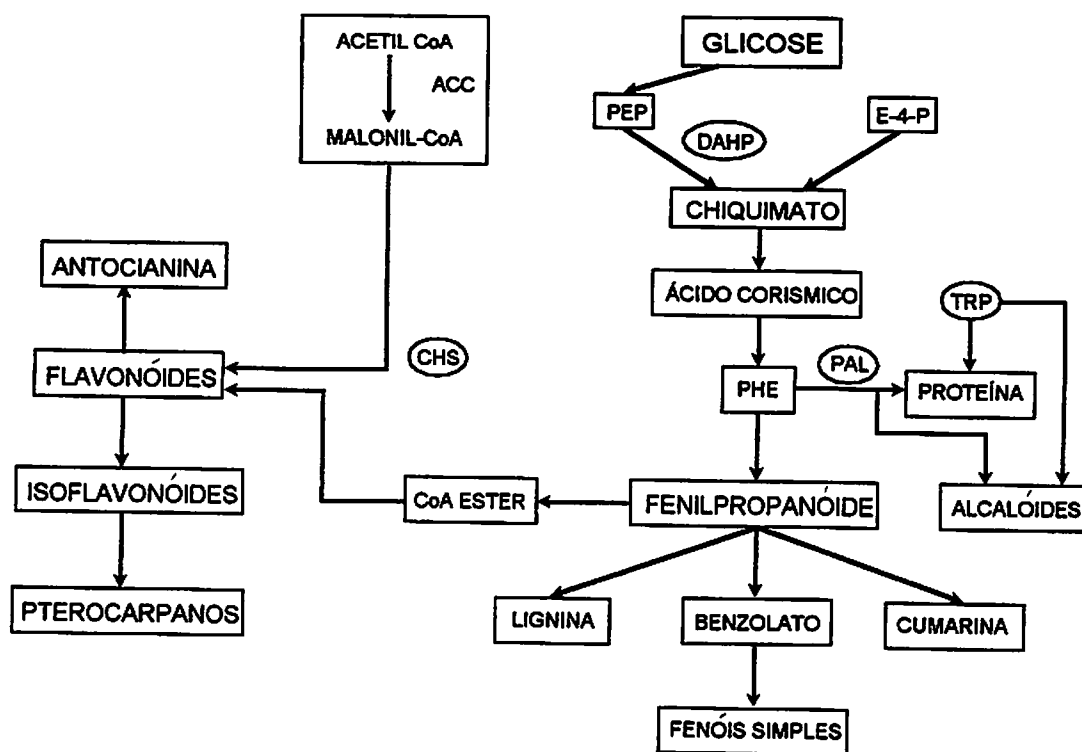 ACETIL CoA
ACC
MALONIL-CoA
GLICOSE
PEP
E-4-P
DAHP
CHIQUIMATO
ANTOCIANINA
ÁCIDO CORISMICO
TRP
CHS
PAL
FLAVONÓIDES
PHE
PROTEÍNA
ISOFLAVONÓIDES
CoA ESTER
FENILPROPANÓIDE
ALCALÓIDES
PTEROCARPANOS
LIGNINA
BENZOLATO
CUMARINA
FENÓIS SIMPLES